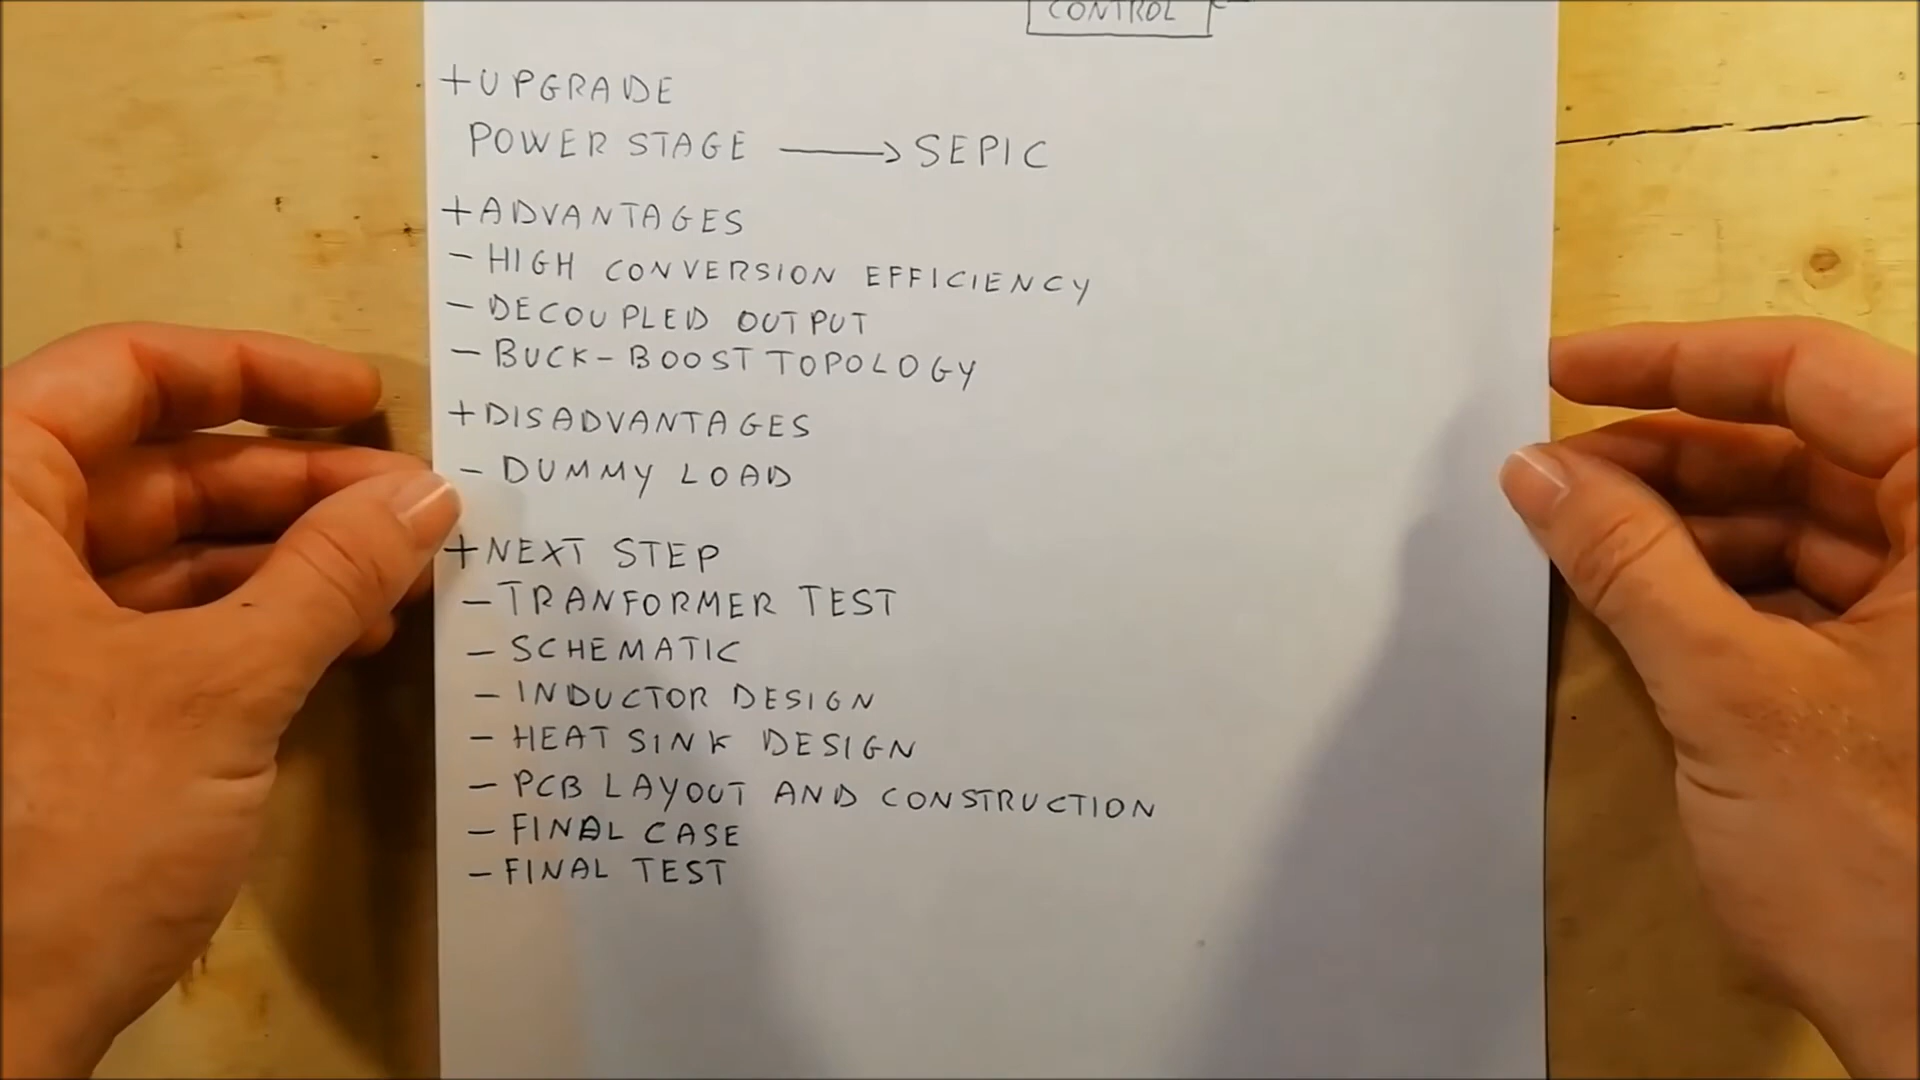 CONTROL
+UPGRADE
POWER STAGE → SEPIC
+ADVANTAGES
- HIGH CONVERSION EFFICIENCY
- DECOUPLED OUTPUT
- BUCK-BOOST TOPOLOGY
+DISADVANTAGES
- DUMMY LOAD
+NEXT STEP
- TRANFORMER TEST
- SCHEMATIC
- INDUCTOR DESIGN
- HEAT SINK DESIGN
- PCB LAYOUT AND CONSTRUCTION
- FINAL CASE
- FINAL TEST